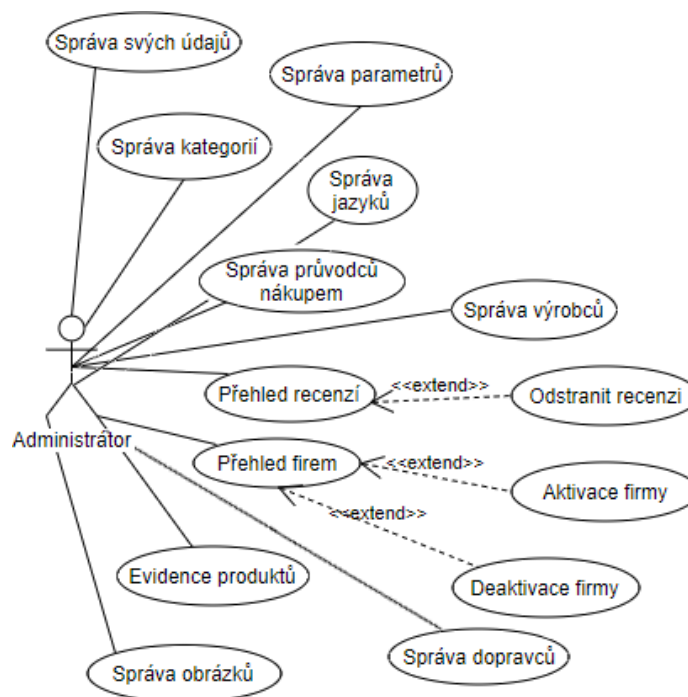 Správa svých údajů
Správa parametrů
Správa kategorií
Správa
jazyků
Správa průvodců
nákupem
Správa výrobců
Přehled recenzí
<<extend>>
Odstranit recenzi
Administrátor
Přehled firem
<<extend>>
Aktivace firmy
<<extend>>
Evidence produktů
Deaktivace firmy
Správa dopravců
Správa obrázků